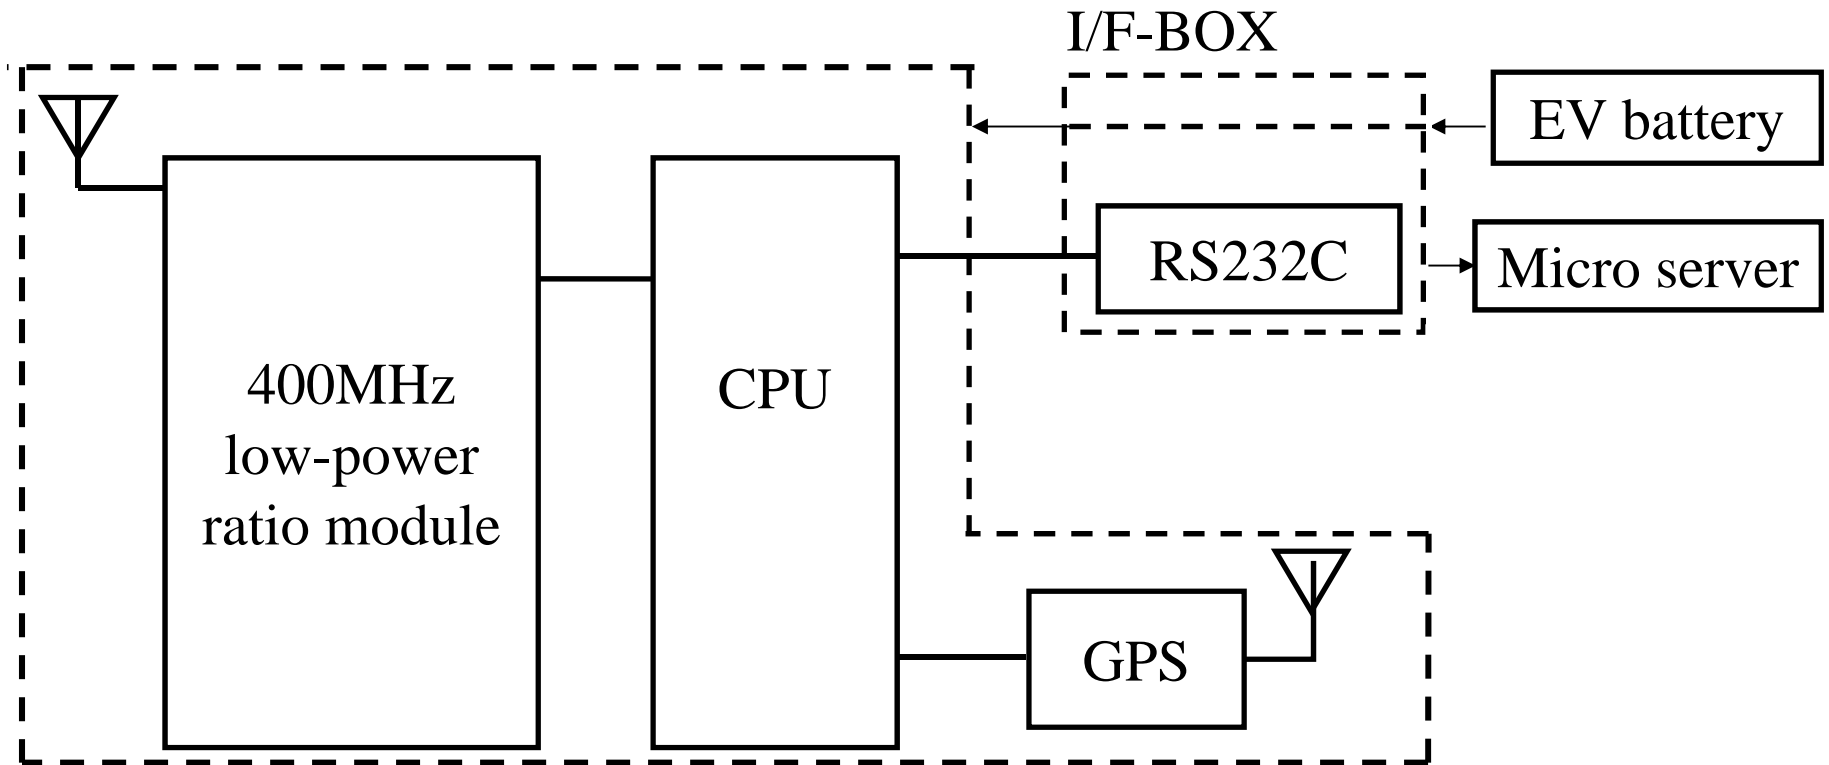 I/F-BOX
EV battery
RS232C
Micro server
400MHz
low-power
ratio module
CPU
GPS